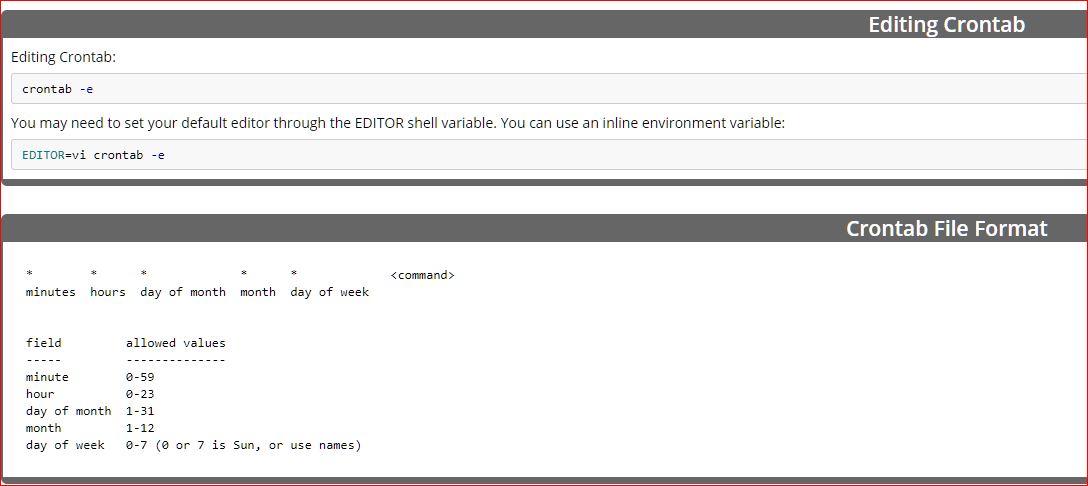 Editing Crontab
Editing Crontab:
crontab -e
You may need to set your default editor through the EDITOR shell variable. You can use an inline environment variable:
EDITOR=vi crontab -e
Crontab File Format
* * * * * <command>
minutes hours day of month month day of week
field allowed values
----- --------------
minute 0-59
hour 0-23
day of month 1-31
month 1-12
day of week 0-7 (0 or 7 is Sun, or use names)